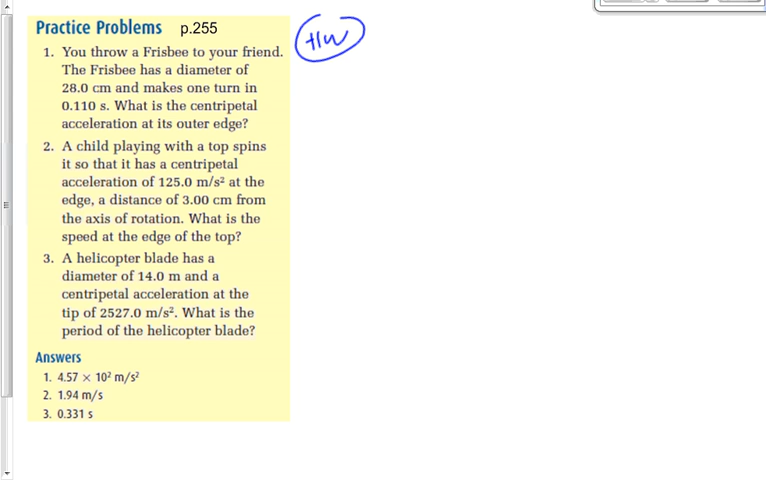 Practice Problems p.255
HW
1. You throw a Frisbee to your friend.
The Frisbee has a diameter of
28.0 cm and makes one turn in
0.110 s. What is the centripetal
acceleration at its outer edge?
2. A child playing with a top spins
it so that it has a centripetal
acceleration of 125.0 m/s² at the
edge, a distance of 3.00 cm from
the axis of rotation. What is the
speed at the edge of the top?
3. A helicopter blade has a
diameter of 14.0 m and a
centripetal acceleration at the
tip of 2527.0 m/s². What is the
period of the helicopter blade?
Answers
1. 4.57 × 10² m/s²
2. 1.94 m/s
3. 0.331 s